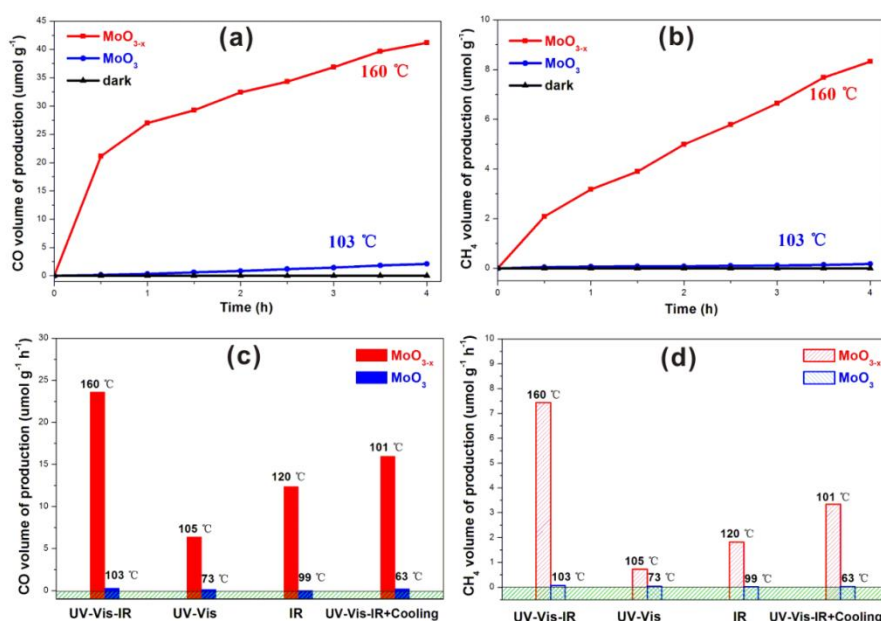 (a)
MoO3-x
MoO3
dark
160 ℃
103 ℃
CO volume of production (umol g-1)
45
40
35
30
25
20
15
10
5
0
0 1 2 3 4
Time (h)
(b)
MoO3-x
MoO3
dark
160 ℃
103 ℃
CH4 volume of production (umol g-1)
10
8
6
4
2
0
0 1 2 3 4
Time (h)
(c)
MoO3-x
MoO3
CO volume of production (umol g-1 h-1)
30
25
20
15
10
5
0
160 ℃
103 ℃
105 ℃
73 ℃
120 ℃
99 ℃
101 ℃
63 ℃
UV-Vis-IR UV-Vis IR UV-Vis-IR+Cooling
(d)
MoO3-x
MoO3
CH4 volume of production (umol g-1 h-1)
10
9
8
7
6
5
4
3
2
1
0
160 ℃
103 ℃
105 ℃
73 ℃
120 ℃
99 ℃
101 ℃
63 ℃
UV-Vis-IR UV-Vis IR UV-Vis-IR+Cooling